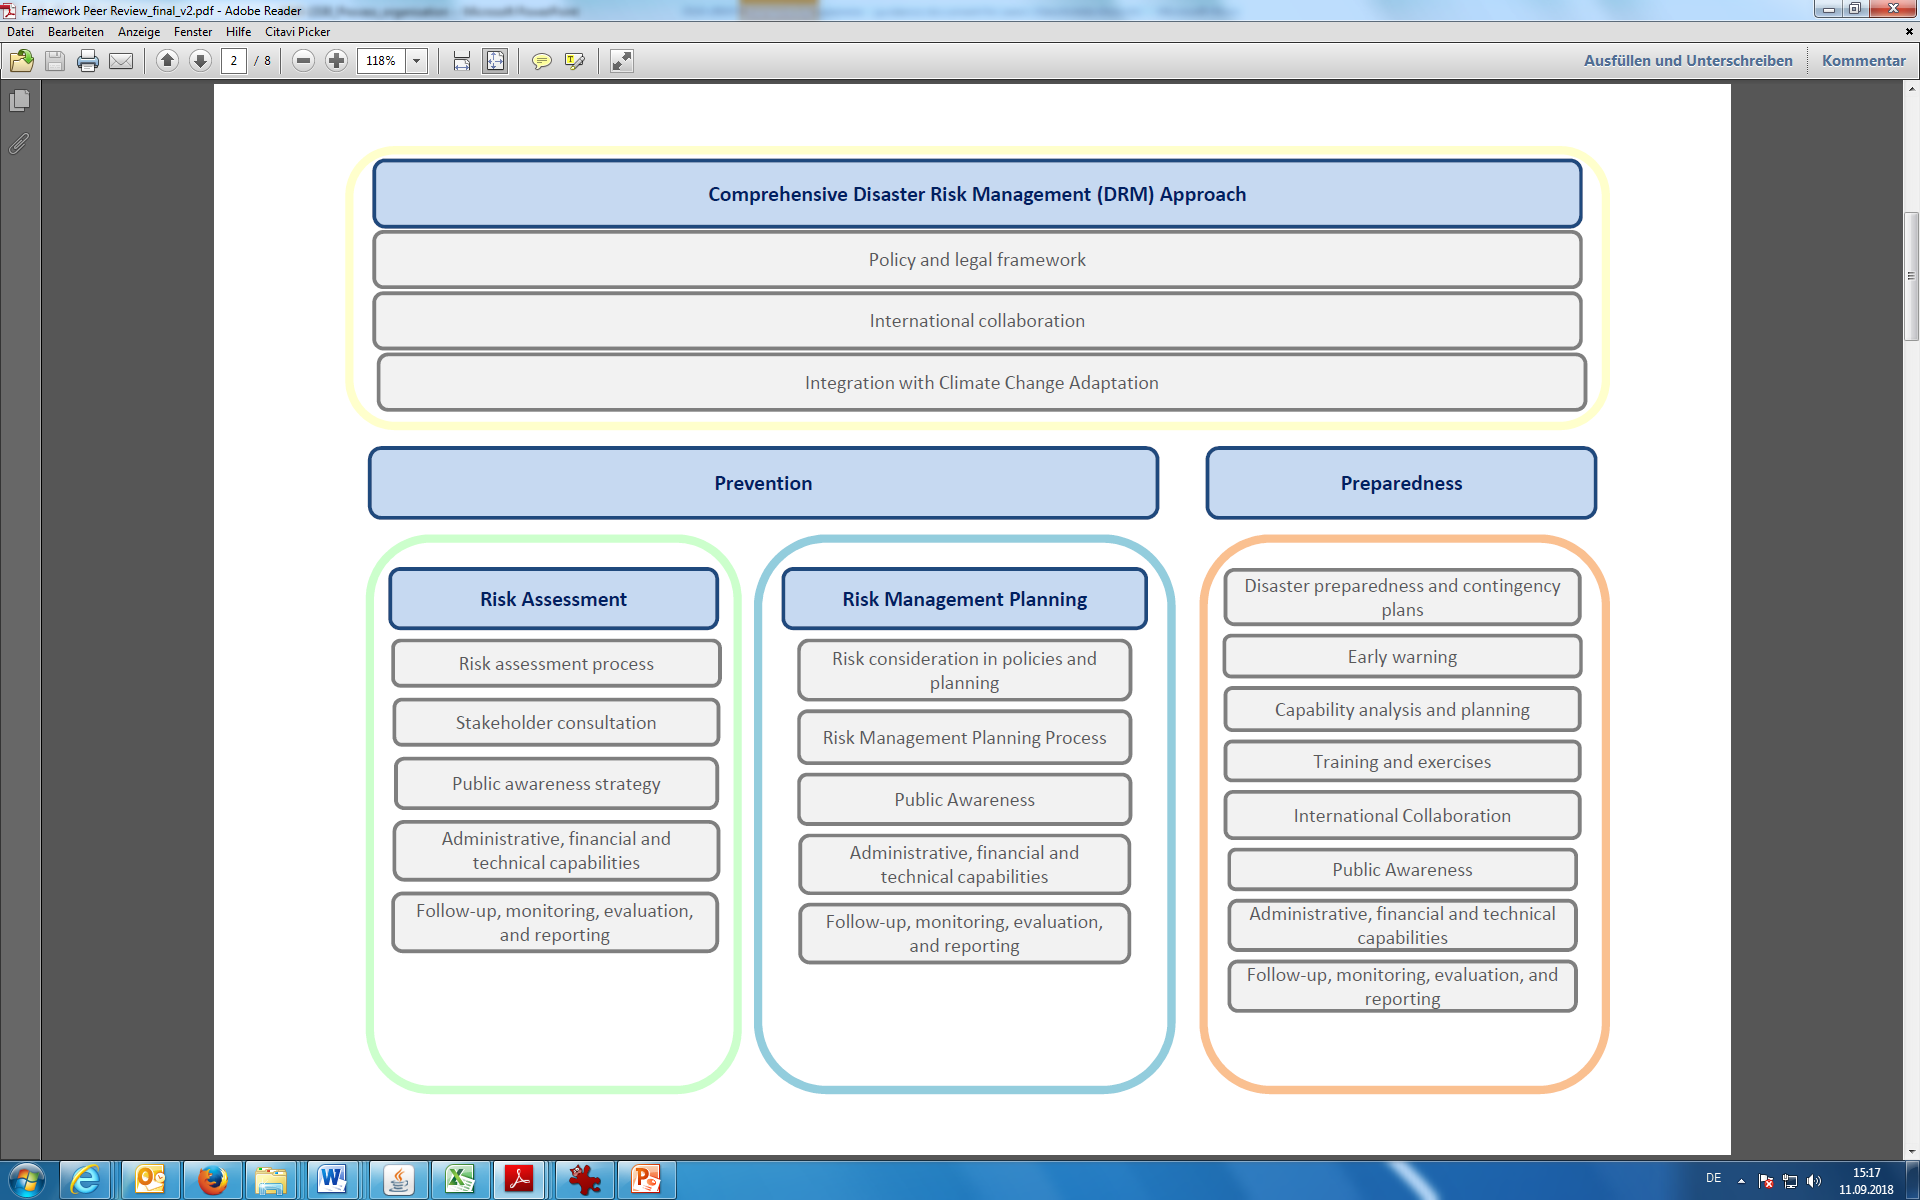 Framework Peer Review_final_v2.pdf - Adobe Reader
Datei Bearbeiten Anzeige Fenster Hilfe Citavi Picker
2 / 8 118% Ausfüllen und Unterschreiben Kommentar
Comprehensive Disaster Risk Management (DRM) Approach
Policy and legal framework
International collaboration
Integration with Climate Change Adaptation
Prevention
Risk Assessment
Risk assessment process
Stakeholder consultation
Public awareness strategy
Administrative, financial and
technical capabilities
Follow-up, monitoring, evaluation,
and reporting
Risk Management Planning
Risk consideration in policies and
planning
Risk Management Planning Process
Public Awareness
Administrative, financial and
technical capabilities
Follow-up, monitoring, evaluation,
and reporting
Preparedness
Disaster preparedness and contingency
plans
Early warning
Capability analysis and planning
Training and exercises
International Collaboration
Public Awareness
Administrative, financial and technical
capabilities
Follow-up, monitoring, evaluation, and
reporting
DE
15:17
11.09.2018